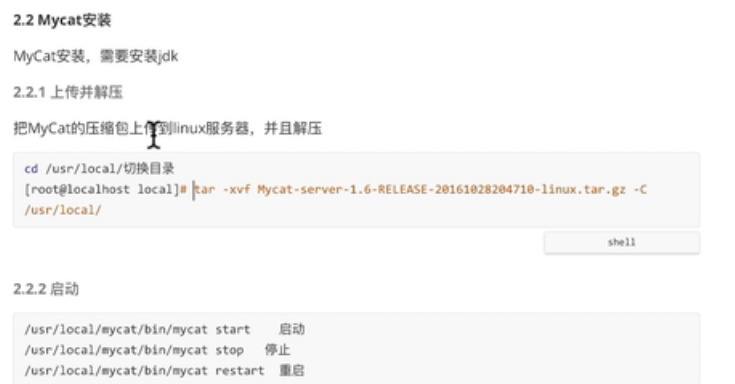 2.2 Mycat安装
MyCat安装，需要安装jdk
2.2.1 上传并解压
把MyCat的压缩包上传到linux服务器，并且解压
cd /usr/local/切换目录
[root@localhost local]# tar -xvf Mycat-server-1.6-RELEASE-20161028204710-linux.tar.gz -C
/usr/local/
shell
2.2.2 启动
/usr/local/mycat/bin/mycat start    启动
/usr/local/mycat/bin/mycat stop   停止
/usr/local/mycat/bin/mycat restart  重启